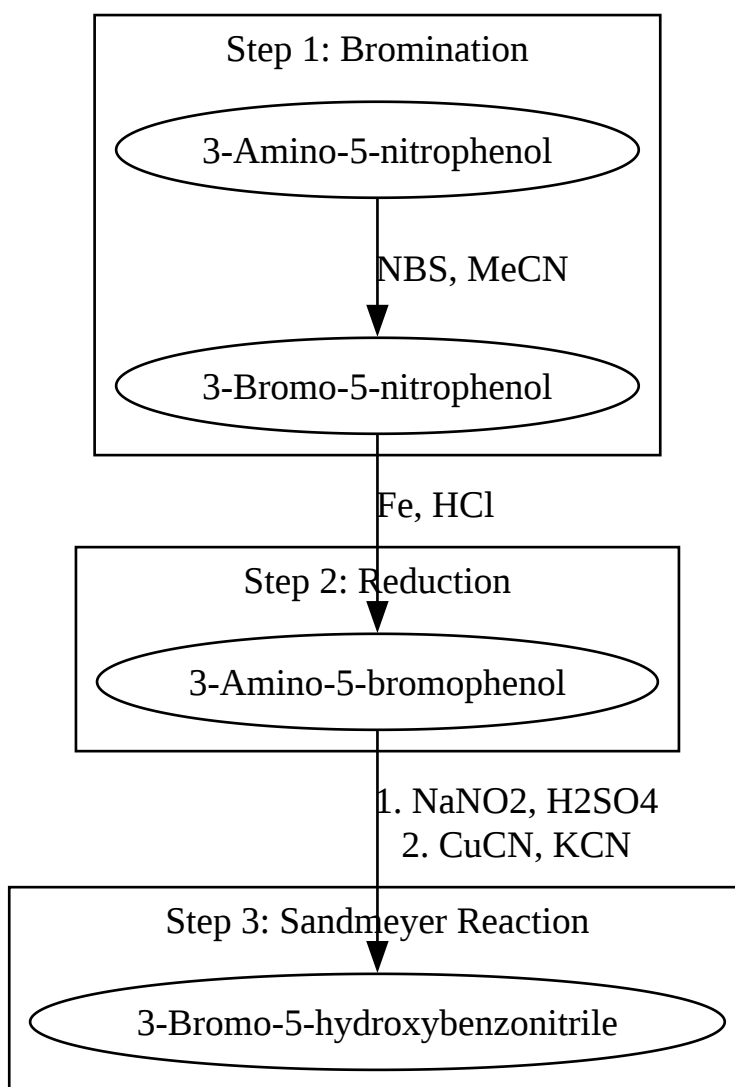 Step 1: Bromination
3-Amino-5-nitrophenol
NBS, MeCN
3-Bromo-5-nitrophenol
Fe, HCl
Step 2: Reduction
3-Amino-5-bromophenol
1. NaNO2, H2SO4
2. CuCN, KCN
Step 3: Sandmeyer Reaction
3-Bromo-5-hydroxybenzonitrile